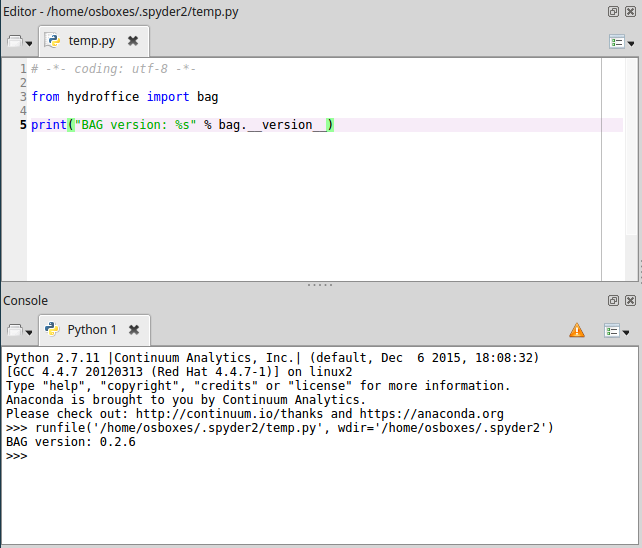 Editor - /home/osboxes/.spyder2/temp.py
temp.py
1 # -*- coding: utf-8 -*-
2
3 from hydroffice import bag
4
5 print("BAG version: %s" % bag.__version__)
Console
Python 1
Python 2.7.11 |Continuum Analytics, Inc.| (default, Dec  6 2015, 18:08:32)
[GCC 4.4.7 20120313 (Red Hat 4.4.7-1)] on linux2
Type "help", "copyright", "credits" or "license" for more information.
Anaconda is brought to you by Continuum Analytics.
Please check out: http://continuum.io/thanks and https://anaconda.org
>>> runfile('/home/osboxes/.spyder2/temp.py', wdir='/home/osboxes/.spyder2')
BAG version: 0.2.6
>>>